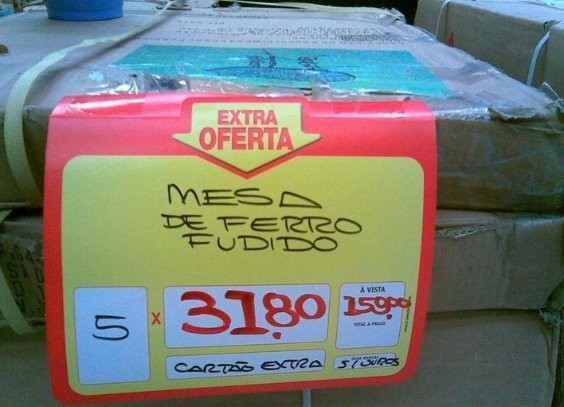 EXTRA
OFERTA
MESA
DE FERRO
FUDIDO
5 X 31,80
À VISTA
159,00
TOTAL A PRAZO
CARTÃO EXTRA
S/JUROS